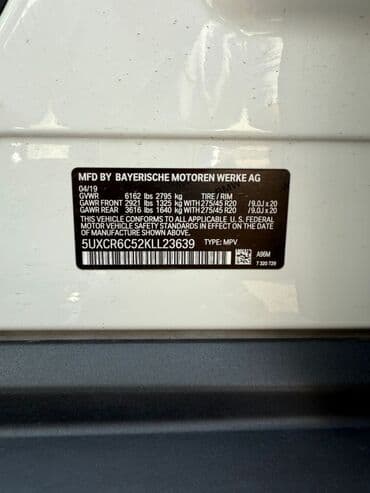 MFD BY BAYERISCHE MOTOREN WERKE AG
04/19
GVWR 6162 lbs 2795 kg TIRE / RIM
GAWR FRONT 2921 lbs 1325 kg WITH 275/45 R20 /9.0J x 20
GAWR REAR 3616 lbs 1640 kg WITH 275/45 R20 /9.0J x 20
THIS VEHICLE CONFORMS TO ALL APPLICABLE U.S. FEDERAL
MOTOR VEHICLE SAFETY AND THEFT PREVENTION STANDARDS
IN EFFECT ON THE DATE OF MANUFACTURE SHOWN ABOVE.
5UXCR6C52KLL23639 TYPE: MPV
A96M
7 320 729